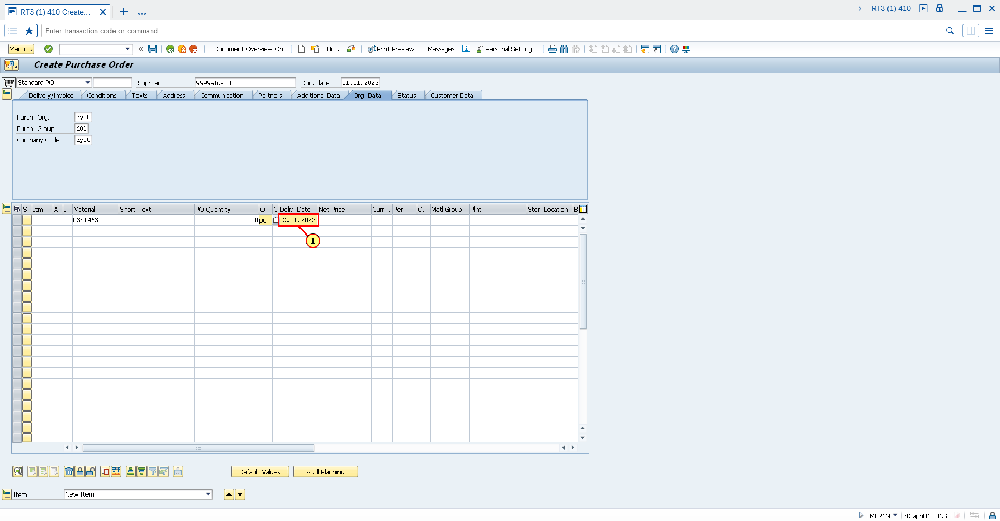 RT3 (1) 410 Create...
RT3 (1) 410
Enter transaction code or command
Menu
Document Overview On
Hold
Print Preview
Messages
Personal Setting
Create Purchase Order
Standard PO
Supplier
99999tdy00
Doc. date
11.01.2023
Delivery/Invoice
Conditions
Texts
Address
Communication
Partners
Additional Data
Org. Data
Status
Customer Data
Purch. Org.
dy00
Purch. Group
d01
Company Code
dy00
S..
Itm
A
I
Material
Short Text
PO Quantity
O...
C
Deliv. Date
Net Price
Curr...
Per
O...
Matl Group
Plnt
Stor. Location
B
03h1463
100
pc
12.01.2023
1
Default Values
Addl Planning
Item
New Item
ME21N
rt3app01
INS